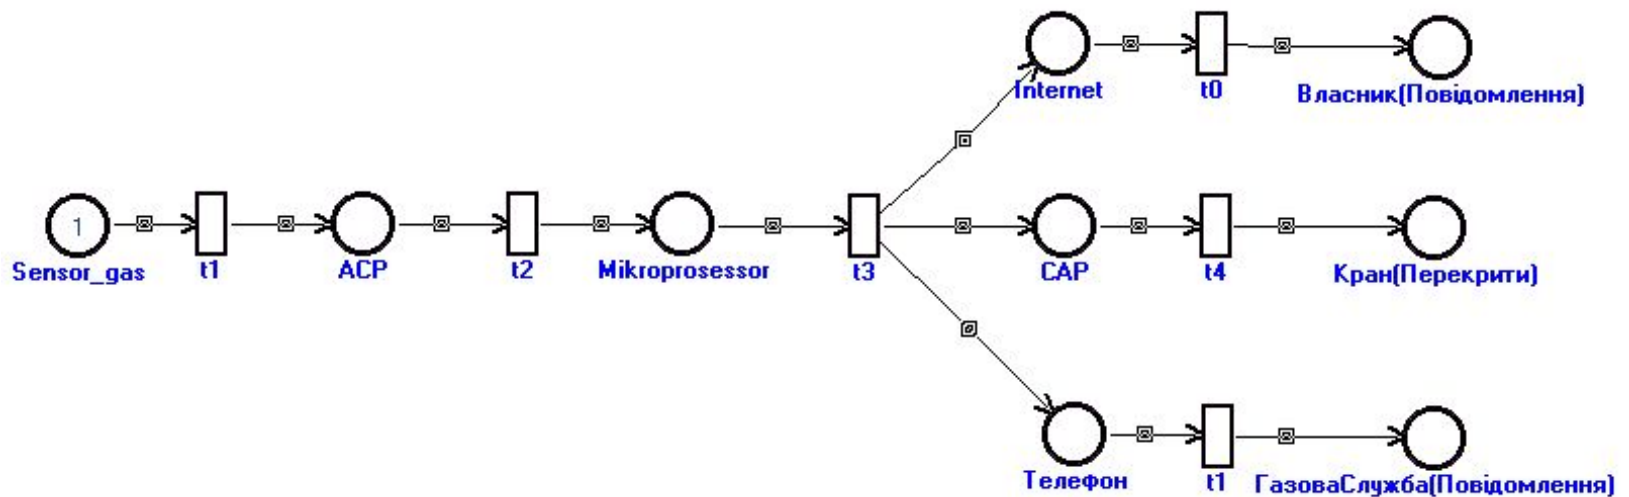 Internet
t0
Власник(Повідомлення)
1
Sensor_gas
t1
ACP
t2
Mikroprosessor
t3
CAP
t4
Кран(Перекрити)
Телефон
t1
ГазоваСлужба(Повідомлення)